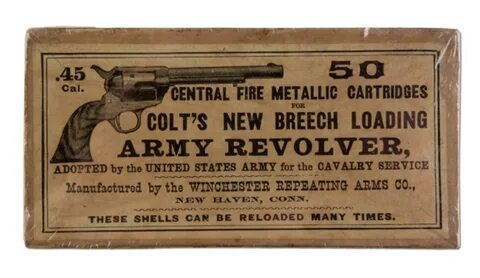 .45 50
Cal. CENTRAL FIRE METALLIC CARTRIDGES
FOR
COLT'S NEW BREECH LOADING
ARMY REVOLVER,
ADOPTED by the UNITED STATES ARMY for the CAVALRY SERVICE
Manufactured by the WINCHESTER REPEATING ARMS CO.,
NEW HAVEN, CONN.
THESE SHELLS CAN BE RELOADED MANY TIMES.